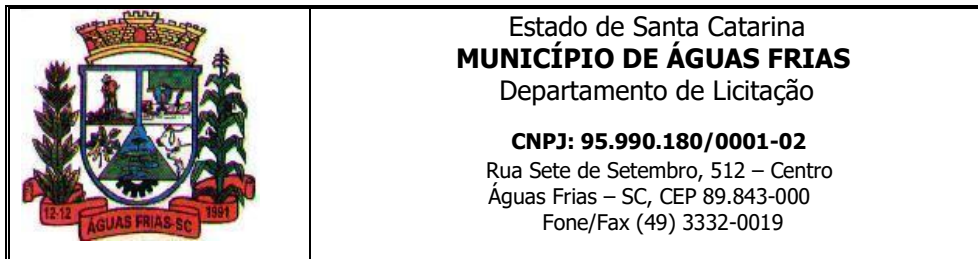 12-12
ÁGUAS FRIAS-SC
1991
Estado de Santa Catarina
MUNICÍPIO DE ÁGUAS FRIAS
Departamento de Licitação
CNPJ: 95.990.180/0001-02
Rua Sete de Setembro, 512 – Centro
Águas Frias – SC, CEP 89.843-000
Fone/Fax (49) 3332-0019